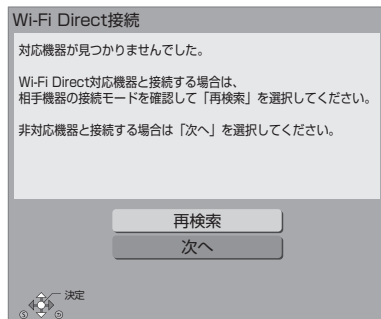 Wi-Fi Direct接続
対応機器が見つかりませんでした。
Wi-Fi Direct対応機器と接続する場合は、
相手機器の接続モードを確認して「再検索」を選択してください。
非対応機器と接続する場合は「次へ」を選択してください。
再検索
次へ
決定